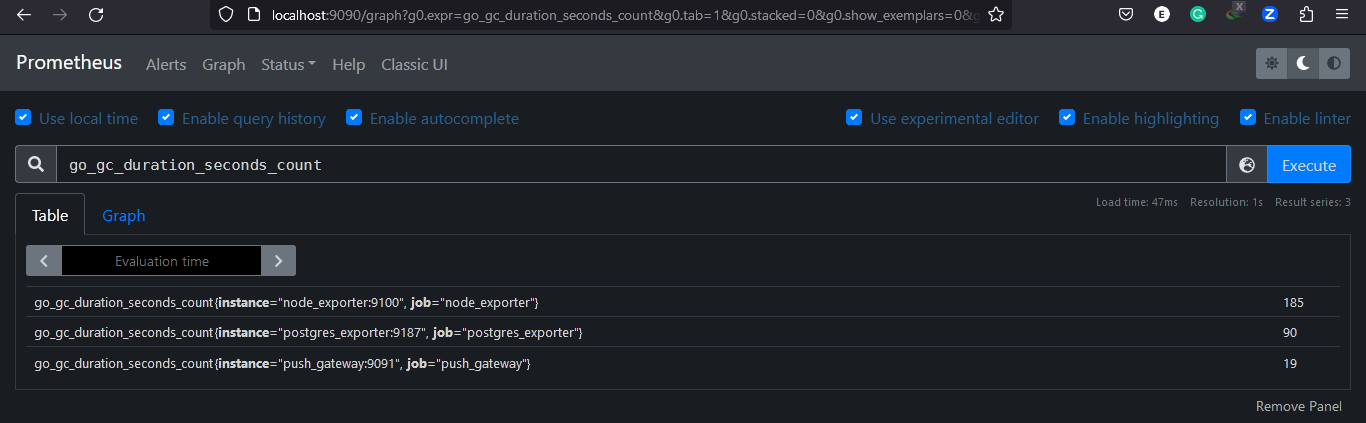 localhost:9090/graph?g0.expr=go_gc_duration_seconds_count&g0.tab=1&g0.stacked=0&g0.show_exemplars=0&g
E X Z
Prometheus Alerts Graph Status Help Classic UI
Use local time Enable query history Enable autocomplete Use experimental editor Enable highlighting Enable linter
go_gc_duration_seconds_count Execute
Table Graph Load time: 47ms Resolution: 1s Result series: 3
Evaluation time
go_gc_duration_seconds_count{instance="node_exporter:9100", job="node_exporter"} 185
go_gc_duration_seconds_count{instance="postgres_exporter:9187", job="postgres_exporter"} 90
go_gc_duration_seconds_count{instance="push_gateway:9091", job="push_gateway"} 19
Remove Panel